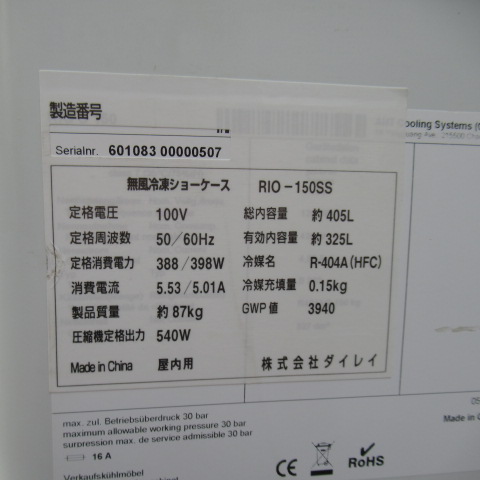 製造番号
Serialnr. 601083 00000507
無風冷凍ショーケース RIO-150SS
定格電圧 100V 総内容量 約405L
定格周波数 50/60Hz 有効内容量 約325L
定格消費電力 388/398W 冷媒名 R-404A(HFC)
消費電流 5.53/5.01A 冷媒充填量 0.15kg
製品質量 約87kg GWP値 3940
圧縮機定格出力 540W
Made in China 屋内用 株式会社ダイレイ
ooling Systems (
Made in C
max. zul. Betriebsüberdruck 30 bar
maximum allowable working pressure 30 bar
surpression max. de service admissible 30 bar
16 A
CE RoHS
Verkaufskühlmöbel